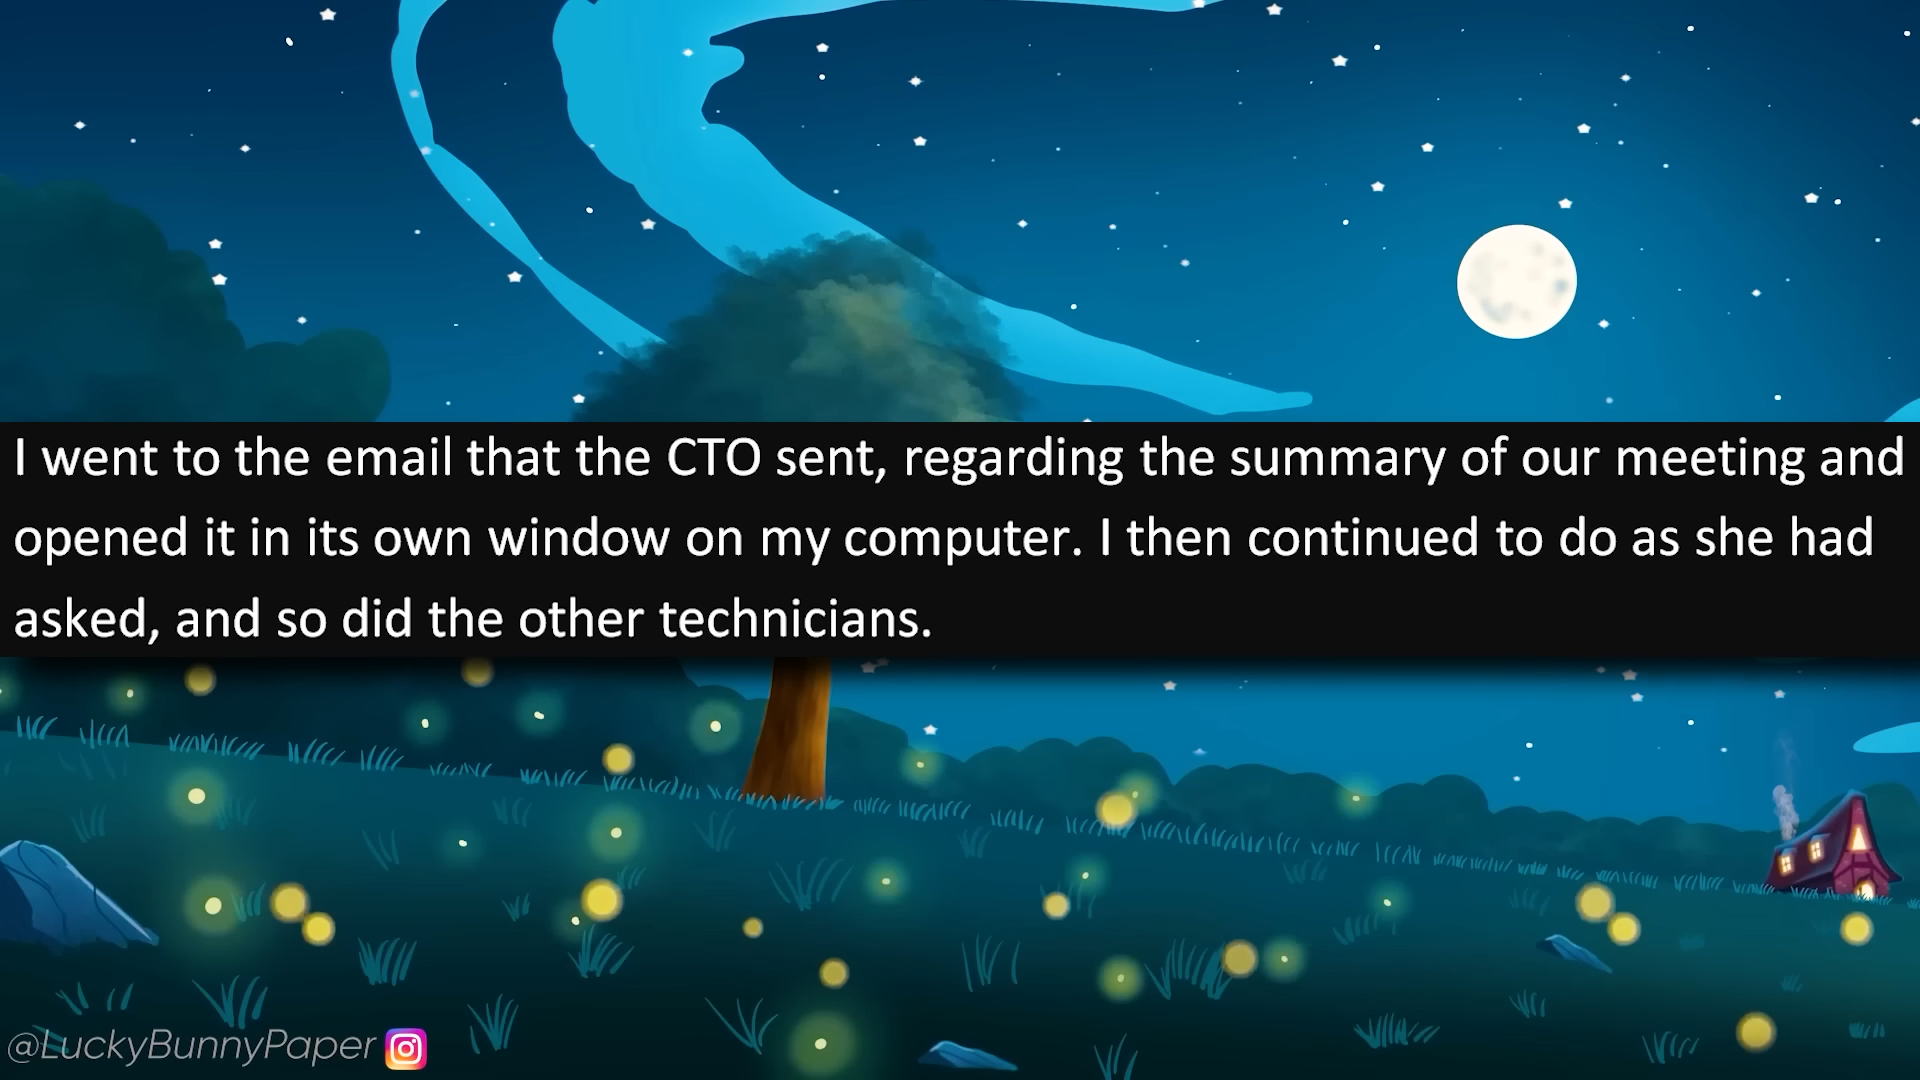 I went to the email that the CTO sent, regarding the summary of our meeting and
opened it in its own window on my computer. I then continued to do as she had
asked, and so did the other technicians.
@LuckyBunnyPaper